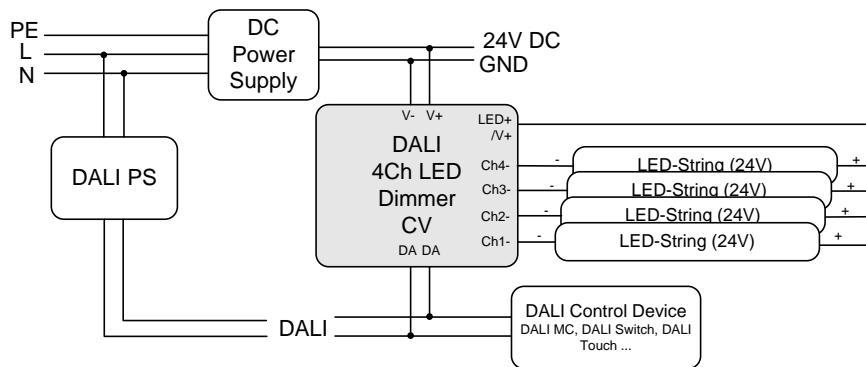 PE
L
N
DC
Power
Supply
24V DC
GND
DALI PS
V- V+
LED+
/V+
DALI
4Ch LED
Dimmer
CV
DA DA
Ch4-
Ch3-
Ch2-
Ch1-
- LED-String (24V) +
- LED-String (24V) +
- LED-String (24V) +
- LED-String (24V) +
DALI
DALI Control Device
DALI MC, DALI Switch, DALI
Touch ...